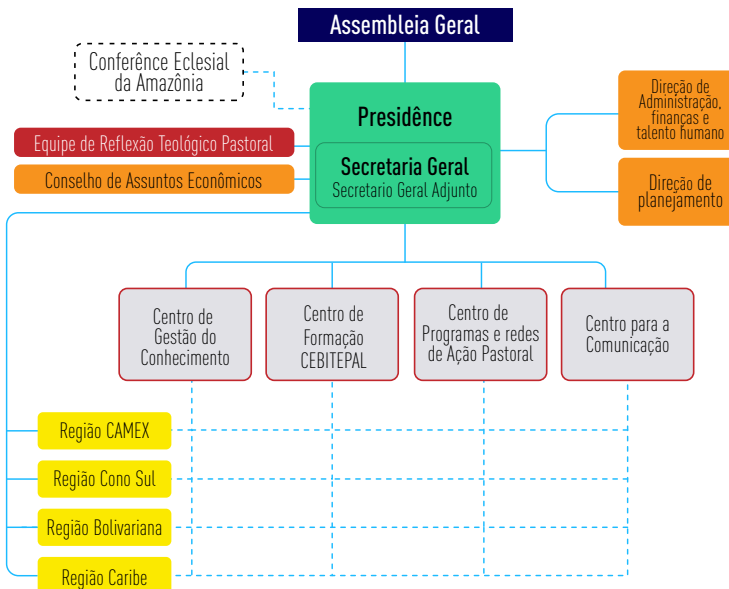 Assembleia Geral
Conferênce Eclesial
da Amazônia
Presidênce
Secretaria Geral
Secretario Geral Adjunto
Equipe de Reflexão Teológico Pastoral
Conselho de Assuntos Econômicos
Direção de
Administração,
finanças e
talento humano
Direção de
planejamento
Centro de
Gestão do
Conhecimento
Centro de
Formação
CEBITEPAL
Centro de
Programas e redes
de Ação Pastoral
Centro para a
Comunicação
Região CAMEX
Região Cono Sul
Região Bolivariana
Região Caribe